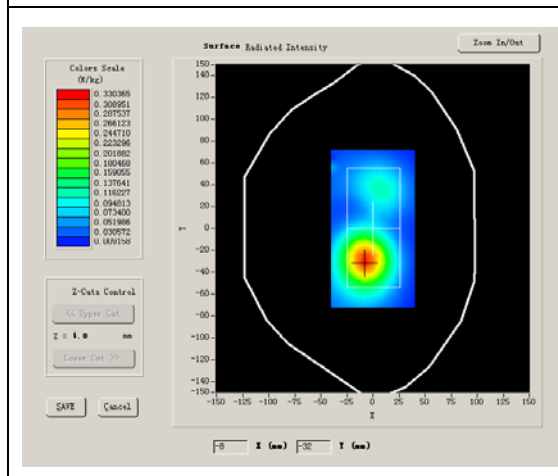 Surface Radiated Intensity
Zoom In/Out
Colors Scale
(W/kg)
0.330365
0.308951
0.287537
0.266123
0.244710
0.223296
0.201882
0.180468
0.159055
0.137641
0.116227
0.094813
0.073400
0.051986
0.030572
0.009158
150
140
120
100
80
60
40
20
0
-20
-40
-60
-80
-100
-120
-140
-150
Y
-150 -125 -100 -75 -50 -25 0 25 50 75 100 125 150
X
Z-Cuts Control
<< Upper Cut
Z = 4.0 mm
Lower Cut >>
SAVE Cancel
-8 X (mm) -32 Y (mm)